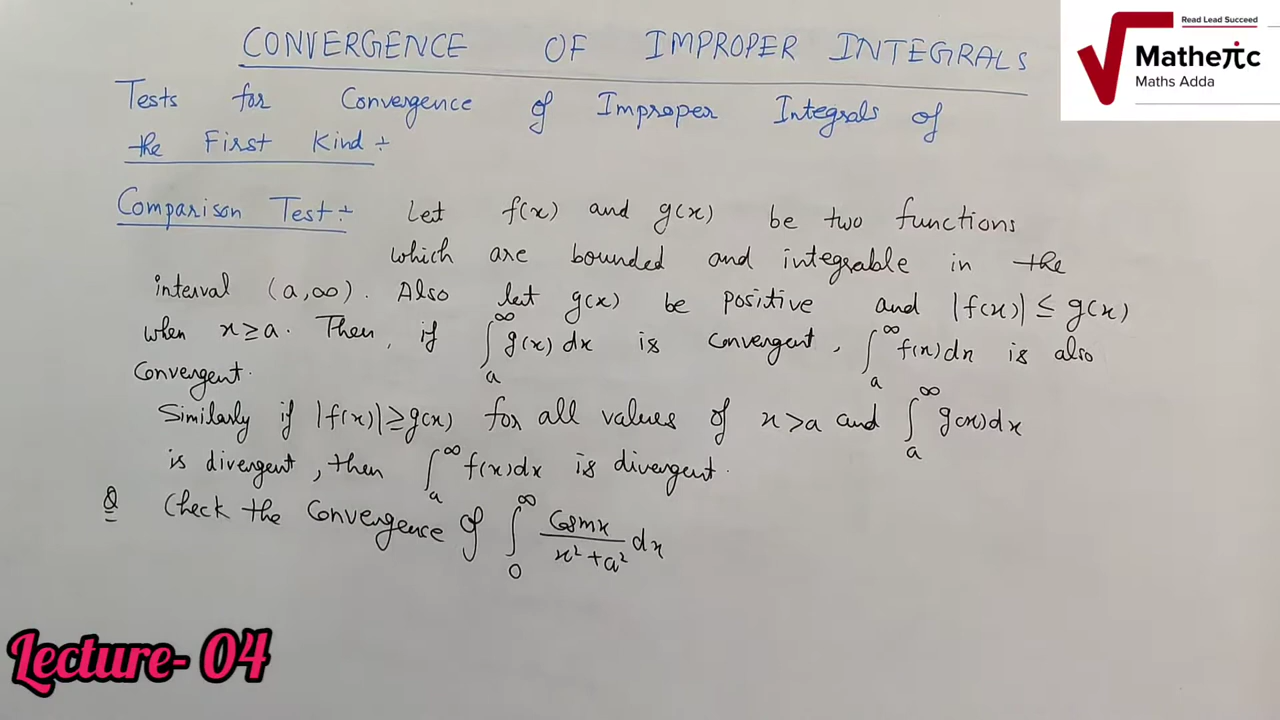 CONVERGENCE OF IMPROPER INTEGRALS
Read Lead Succeed
Matheπc
Maths Adda
Tests for Convergence of Improper Integrals of
the First Kind :-
Comparison Test :- Let f(x) and g(x) be two functions
which are bounded and integrable in the
interval (a,∞). Also let g(x) be positive and |f(x)| ≤ g(x)
when x≥a. Then, if ∫_a^∞ g(x) dx is convergent, ∫_a^∞ f(x)dx is also
Convergent.
Similarly if |f(x)|≥g(x) for all values of x>a and ∫_a^∞ g(x)dx
is divergent, then ∫_a^∞ f(x)dx is divergent.
Q Check the Convergence of ∫_0^∞ Cosmx/(x²+a²) dx
Lecture- 04